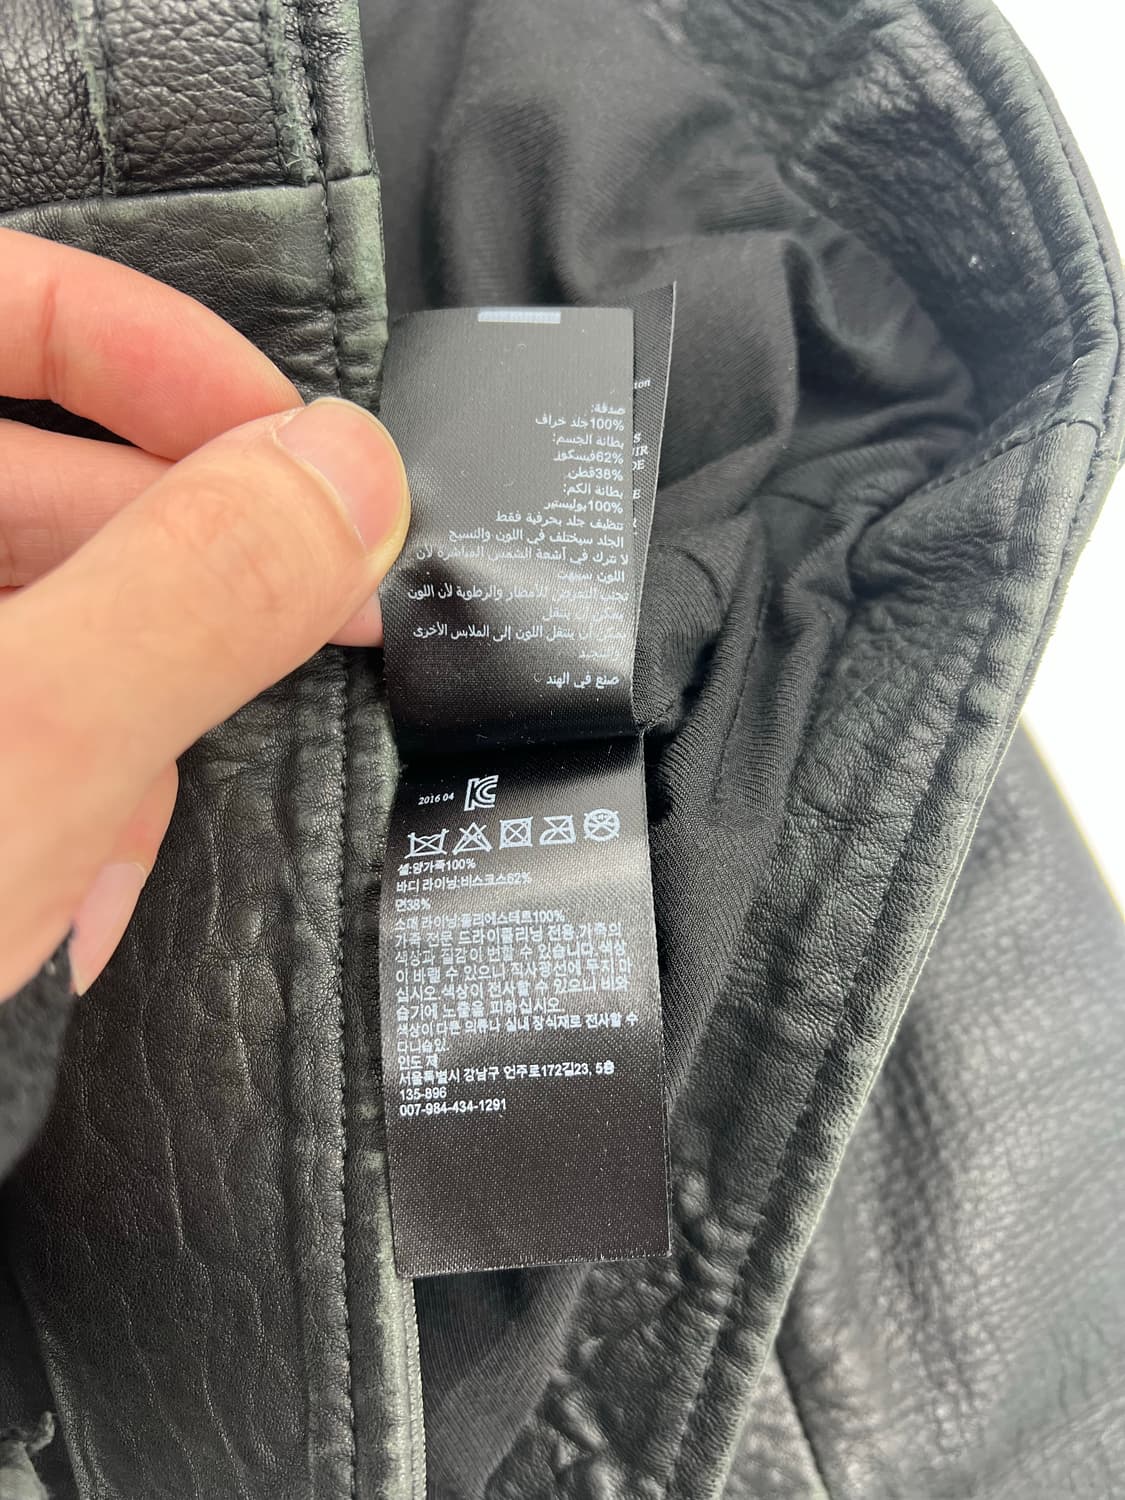 ton
صدفة:
100%جلد خراف
بطانة الجسم:
62%فيسكوز
38%قطن
بطانة الكم:
100%بوليستير
تنظيف جلد بحرفية فقط
الجلد سيختلف في اللون والنسيج
لا تترك في أشعة الشمس المباشرة لأن
اللون سيبهت
تجنب التعرض للأمطار والرطوبة لأن اللون
يمكن أن ينتقل
يمكن أن ينتقل اللون إلى الملابس الأخرى
والتنجيد
صنع في الهند
S
UIR
DE
E
R
2016 04
셸:양가죽100%
바디 라이닝:비스코스62%
면38%
소매 라이닝:폴리에스테르100%
가죽 전문 드라이클리닝 전용 가죽의
색상과 질감이 변할 수 있습니다 색상
이 바랠 수 있으니 직사광선에 두지 마
십시오 색상이 전사할 수 있으니 비와
습기에 노출을 피하십시오
색상이 다른 의류나 실내 장식재로 전사할 수
다니습있
인도 제
서울특별시 강남구 언주로172길23, 5층
135-896
007-984-434-1291